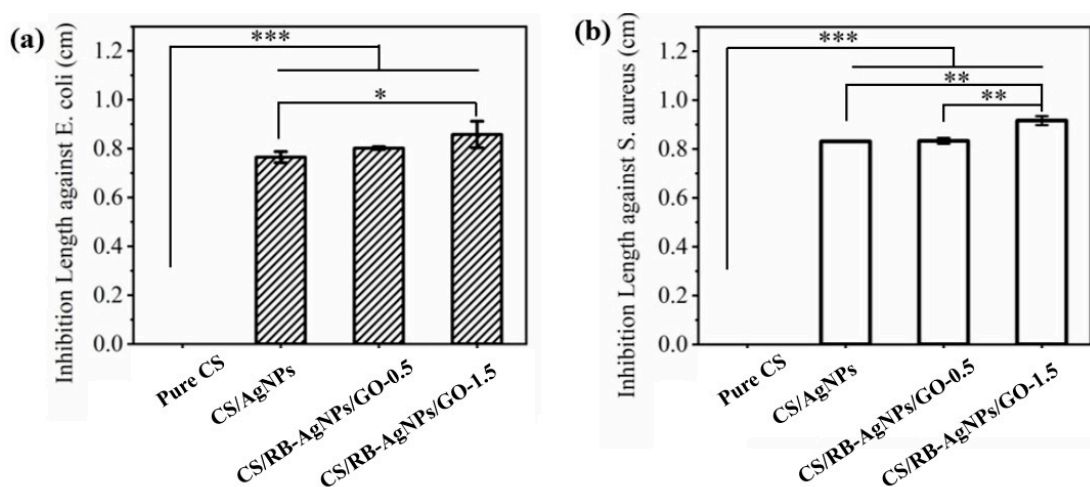 (a)
Inhibition Length against E. coli (cm)
1.2
1.0
0.8
0.6
0.4
0.2
0.0
***
*
Pure CS
CS/AgNPs
CS/RB-AgNPs/GO-0.5
CS/RB-AgNPs/GO-1.5
(b)
Inhibition Length against S. aureus (cm)
1.2
1.0
0.8
0.6
0.4
0.2
0.0
***
**
**
Pure CS
CS/AgNPs
CS/RB-AgNPs/GO-0.5
CS/RB-AgNPs/GO-1.5